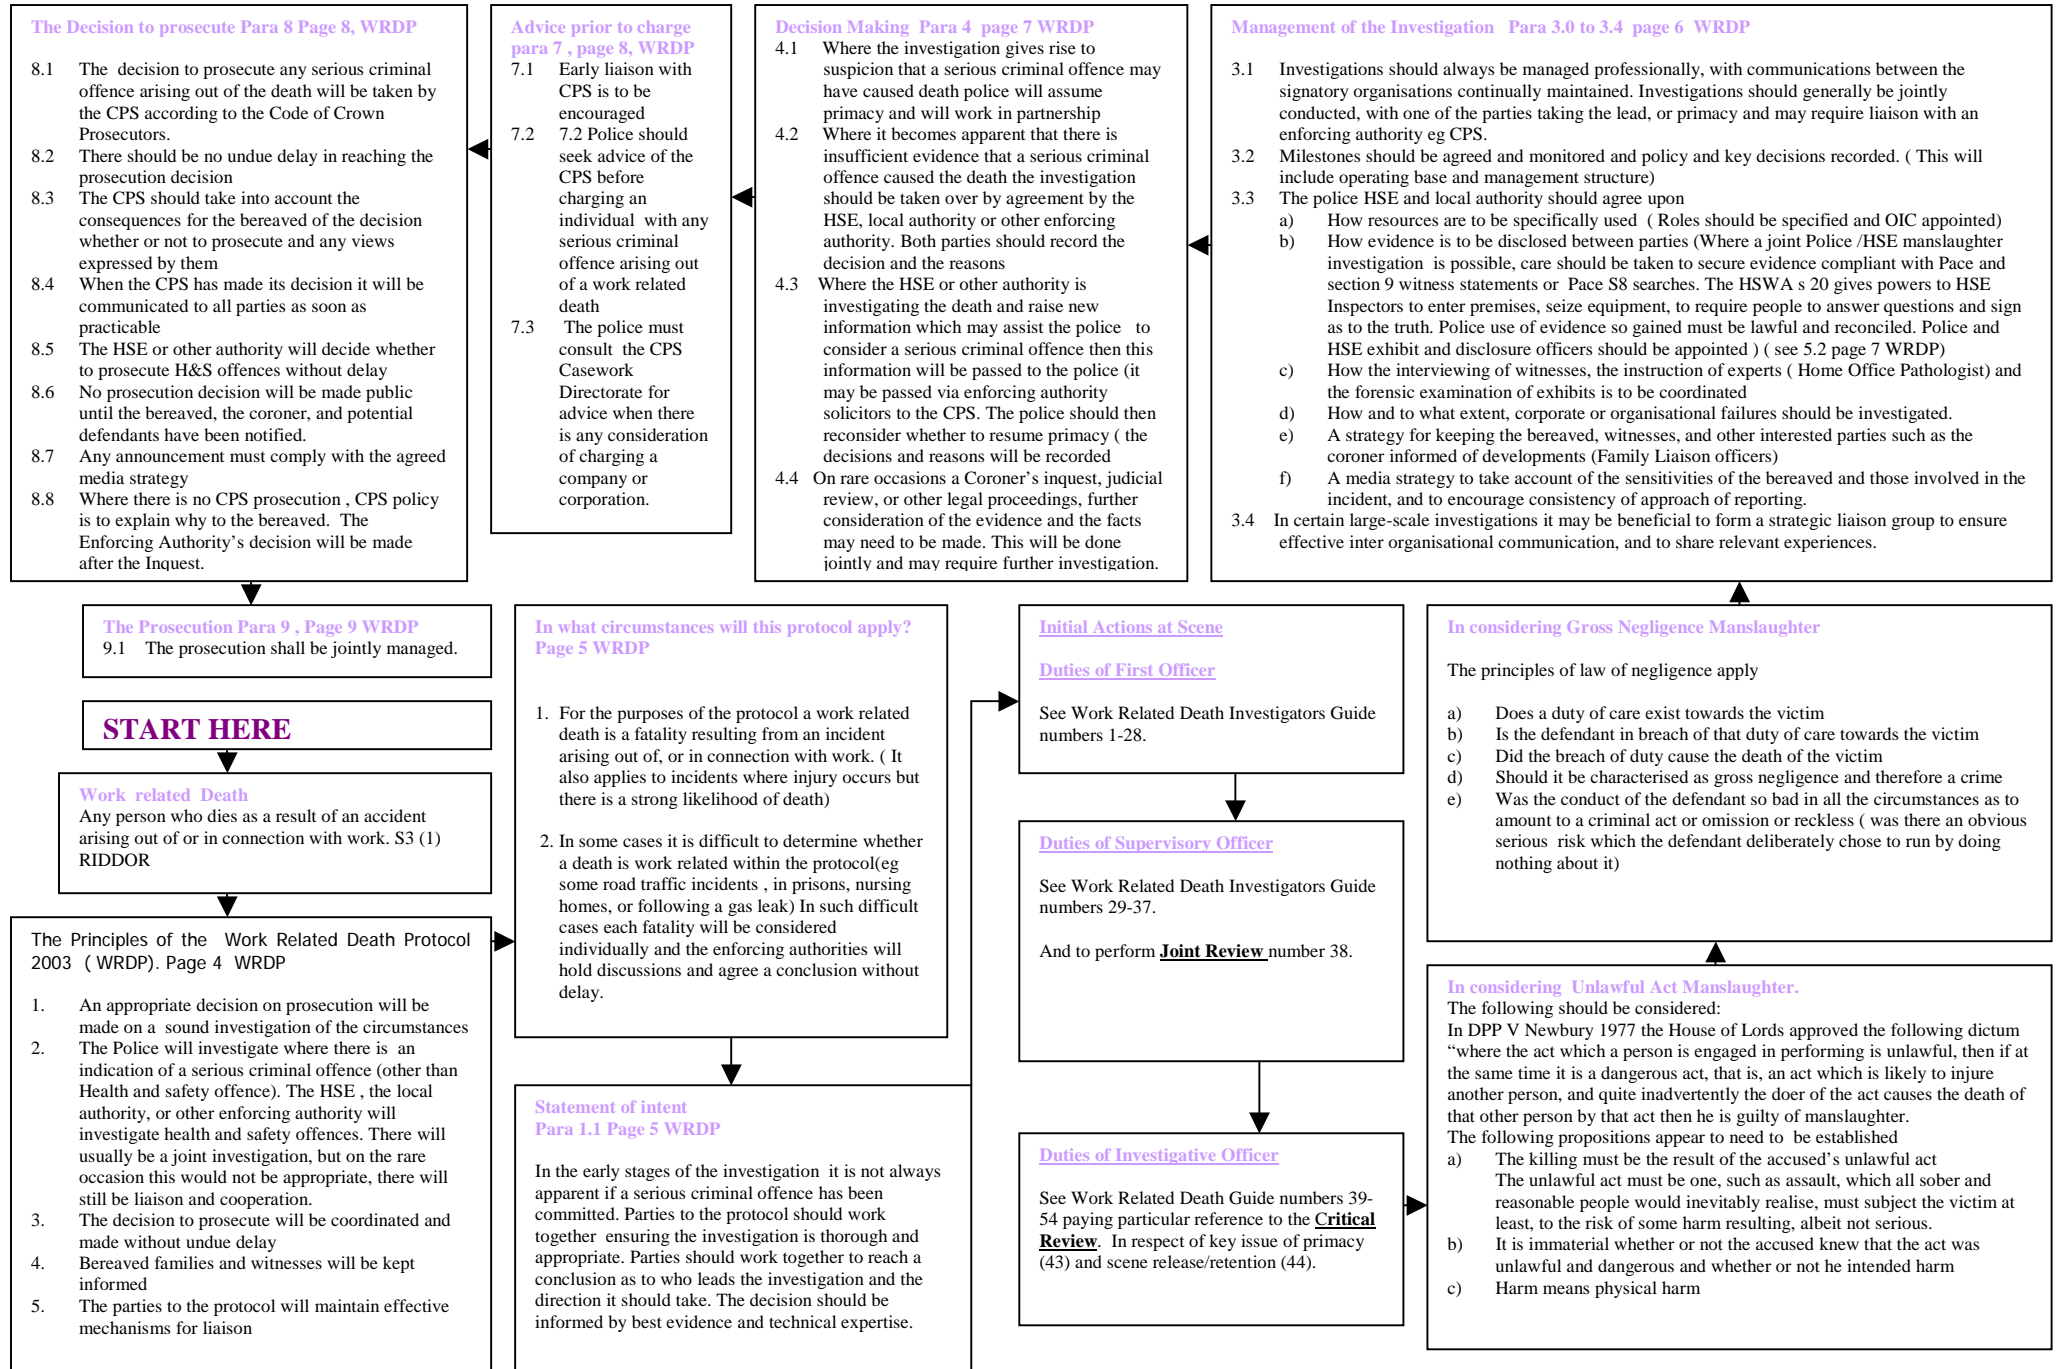 The Decision to prosecute Para 8 Page 8, WRDP
8.1 The decision to prosecute any serious criminal
offence arising out of the death will be taken by
the CPS according to the Code of Crown
Prosecutors.
8.2 There should be no undue delay in reaching the
prosecution decision
8.3 The CPS should take into account the
consequences for the bereaved of the decision
whether or not to prosecute and any views
expressed by them
8.4 When the CPS has made its decision it will be
communicated to all parties as soon as
practicable
8.5 The HSE or other authority will decide whether
to prosecute H&S offences without delay
8.6 No prosecution decision will be made public
until the bereaved, the coroner, and potential
defendants have been notified.
8.7 Any announcement must comply with the agreed
media strategy
8.8 Where there is no CPS prosecution , CPS policy
is to explain why to the bereaved. The
Enforcing Authority's decision will be made
after the Inquest.
Advice prior to charge
para 7 , page 8, WRDP
7.1 Early liaison with
CPS is to be
encouraged
7.2 7.2 Police should
seek advice of the
CPS before
charging an
individual with any
serious criminal
offence arising out
of a work related
death
7.3 The police must
consult the CPS
Casework
Directorate for
advice when there
is any consideration
of charging a
company or
corporation.
Decision Making Para 4 page 7 WRDP
4.1 Where the investigation gives rise to
suspicion that a serious criminal offence may
have caused death police will assume
primacy and will work in partnership
4.2 Where it becomes apparent that there is
insufficient evidence that a serious criminal
offence caused the death the investigation
should be taken over by agreement by the
HSE, local authority or other enforcing
authority. Both parties should record the
decision and the reasons
4.3 Where the HSE or other authority is
investigating the death and raise new
information which may assist the police to
consider a serious criminal offence then this
information will be passed to the police (it
may be passed via enforcing authority
solicitors to the CPS. The police should then
reconsider whether to resume primacy ( the
decisions and reasons will be recorded
4.4 On rare occasions a Coroner's inquest, judicial
review, or other legal proceedings, further
consideration of the evidence and the facts
may need to be made. This will be done
jointly and may require further investigation.
Management of the Investigation Para 3.0 to 3.4 page 6 WRDP
3.1 Investigations should always be managed professionally, with communications between the
signatory organisations continually maintained. Investigations should generally be jointly
conducted, with one of the parties taking the lead, or primacy and may require liaison with an
enforcing authority eg CPS.
3.2 Milestones should be agreed and monitored and policy and key decisions recorded. ( This will
include operating base and management structure)
3.3 The police HSE and local authority should agree upon
a) How resources are to be specifically used ( Roles should be specified and OIC appointed)
b) How evidence is to be disclosed between parties (Where a joint Police /HSE manslaughter
investigation is possible, care should be taken to secure evidence compliant with Pace and
section 9 witness statements or Pace S8 searches. The HSWA s 20 gives powers to HSE
Inspectors to enter premises, seize equipment, to require people to answer questions and sign
as to the truth. Police use of evidence so gained must be lawful and reconciled. Police and
HSE exhibit and disclosure officers should be appointed ) ( see 5.2 page 7 WRDP)
c) How the interviewing of witnesses, the instruction of experts ( Home Office Pathologist) and
the forensic examination of exhibits is to be coordinated
d) How and to what extent, corporate or organisational failures should be investigated.
e) A strategy for keeping the bereaved, witnesses, and other interested parties such as the
coroner informed of developments (Family Liaison officers)
f) A media strategy to take account of the sensitivities of the bereaved and those involved in the
incident, and to encourage consistency of approach of reporting.
3.4 In certain large-scale investigations it may be beneficial to form a strategic liaison group to ensure
effective inter organisational communication, and to share relevant experiences.
The Prosecution Para 9 , Page 9 WRDP
9.1 The prosecution shall be jointly managed.
START HERE
Work related Death
Any person who dies as a result of an accident
arising out of or in connection with work. S3 (1)
RIDDOR
The Principles of the Work Related Death Protocol
2003 ( WRDP). Page 4 WRDP
1. An appropriate decision on prosecution will be
made on a sound investigation of the circumstances
2. The Police will investigate where there is an
indication of a serious criminal offence (other than
Health and safety offence). The HSE , the local
authority, or other enforcing authority will
investigate health and safety offences. There will
usually be a joint investigation, but on the rare
occasion this would not be appropriate, there will
still be liaison and cooperation.
3. The decision to prosecute will be coordinated and
made without undue delay
4. Bereaved families and witnesses will be kept
informed
5. The parties to the protocol will maintain effective
mechanisms for liaison
In what circumstances will this protocol apply?
Page 5 WRDP
1. For the purposes of the protocol a work related
death is a fatality resulting from an incident
arising out of, or in connection with work. ( It
also applies to incidents where injury occurs but
there is a strong likelihood of death)
2. In some cases it is difficult to determine whether
a death is work related within the protocol(eg
some road traffic incidents , in prisons, nursing
homes, or following a gas leak) In such difficult
cases each fatality will be considered
individually and the enforcing authorities will
hold discussions and agree a conclusion without
delay.
Statement of intent
Para 1.1 Page 5 WRDP
In the early stages of the investigation it is not always
apparent if a serious criminal offence has been
committed. Parties to the protocol should work
together ensuring the investigation is thorough and
appropriate. Parties should work together to reach a
conclusion as to who leads the investigation and the
direction it should take. The decision should be
informed by best evidence and technical expertise.
Initial Actions at Scene
Duties of First Officer
See Work Related Death Investigators Guide
numbers 1-28.
Duties of Supervisory Officer
See Work Related Death Investigators Guide
numbers 29-37.
And to perform Joint Review number 38.
Duties of Investigative Officer
See Work Related Death Guide numbers 39-
54 paying particular reference to the Critical
Review. In respect of key issue of primacy
(43) and scene release/retention (44).
In considering Gross Negligence Manslaughter
The principles of law of negligence apply
a) Does a duty of care exist towards the victim
b) Is the defendant in breach of that duty of care towards the victim
c) Did the breach of duty cause the death of the victim
d) Should it be characterised as gross negligence and therefore a crime
e) Was the conduct of the defendant so bad in all the circumstances as to
amount to a criminal act or omission or reckless ( was there an obvious
serious risk which the defendant deliberately chose to run by doing
nothing about it)
In considering Unlawful Act Manslaughter.
The following should be considered:
In DPP V Newbury 1977 the House of Lords approved the following dictum
“where the act which a person is engaged in performing is unlawful, then if at
the same time it is a dangerous act, that is, an act which is likely to injure
another person, and quite inadvertently the doer of the act causes the death of
that other person by that act then he is guilty of manslaughter.
The following propositions appear to need to be established
a) The killing must be the result of the accused's unlawful act
The unlawful act must be one, such as assault, which all sober and
reasonable people would inevitably realise, must subject the victim at
least, to the risk of some harm resulting, albeit not serious.
b) It is immaterial whether or not the accused knew that the act was
unlawful and dangerous and whether or not he intended harm
c) Harm means physical harm